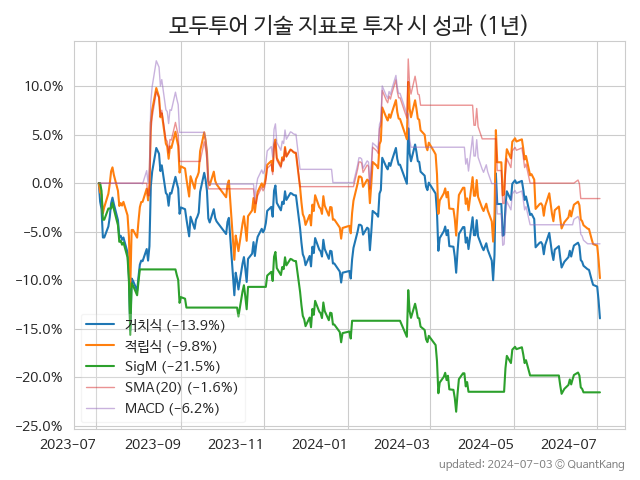 모두투어 기술 지표로 투자 시 성과 (1년)
10.0%
5.0%
0.0%
−5.0%
−10.0%
−15.0%
−20.0%
−25.0%
거치식 (−13.9%)
적립식 (−9.8%)
SigM (−21.5%)
SMA(20) (−1.6%)
MACD (−6.2%)
2023−07 2023−09 2023−11 2024−01 2024−03 2024−05 2024−07
updated: 2024−07−03 ⓒ QuantKang